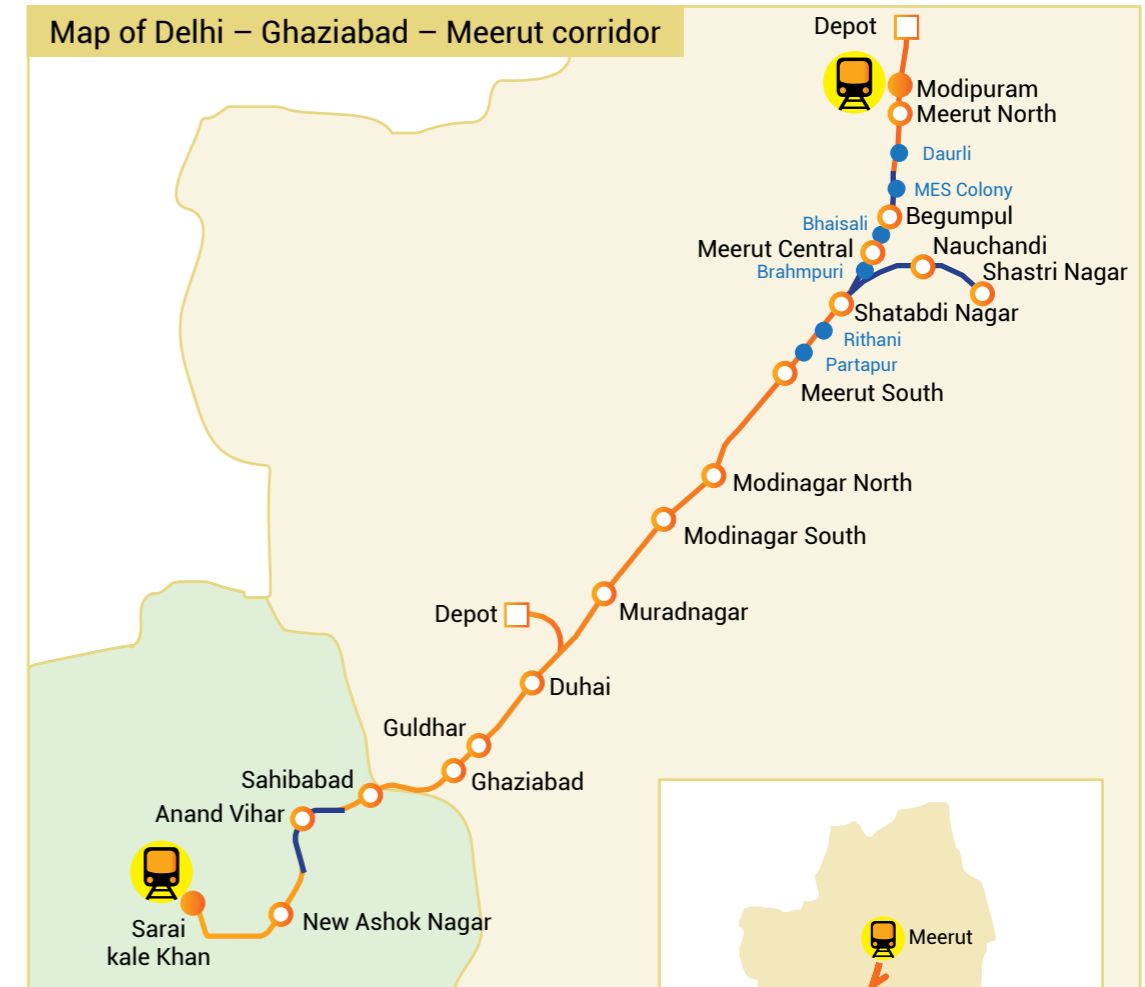 Map of Delhi – Ghaziabad – Meerut corridor
Depot
Modipuram
Meerut North
Daurli
MES Colony
Begumpul
Bhaisali
Nauchandi
Meerut Central
Shastri Nagar
Brahmpuri
Shatabdi Nagar
Rithani
Partapur
Meerut South
Modinagar North
Modinagar South
Muradnagar
Depot
Duhai
Guldhar
Sahibabad
Ghaziabad
Anand Vihar
New Ashok Nagar
Sarai
kale Khan
Meerut